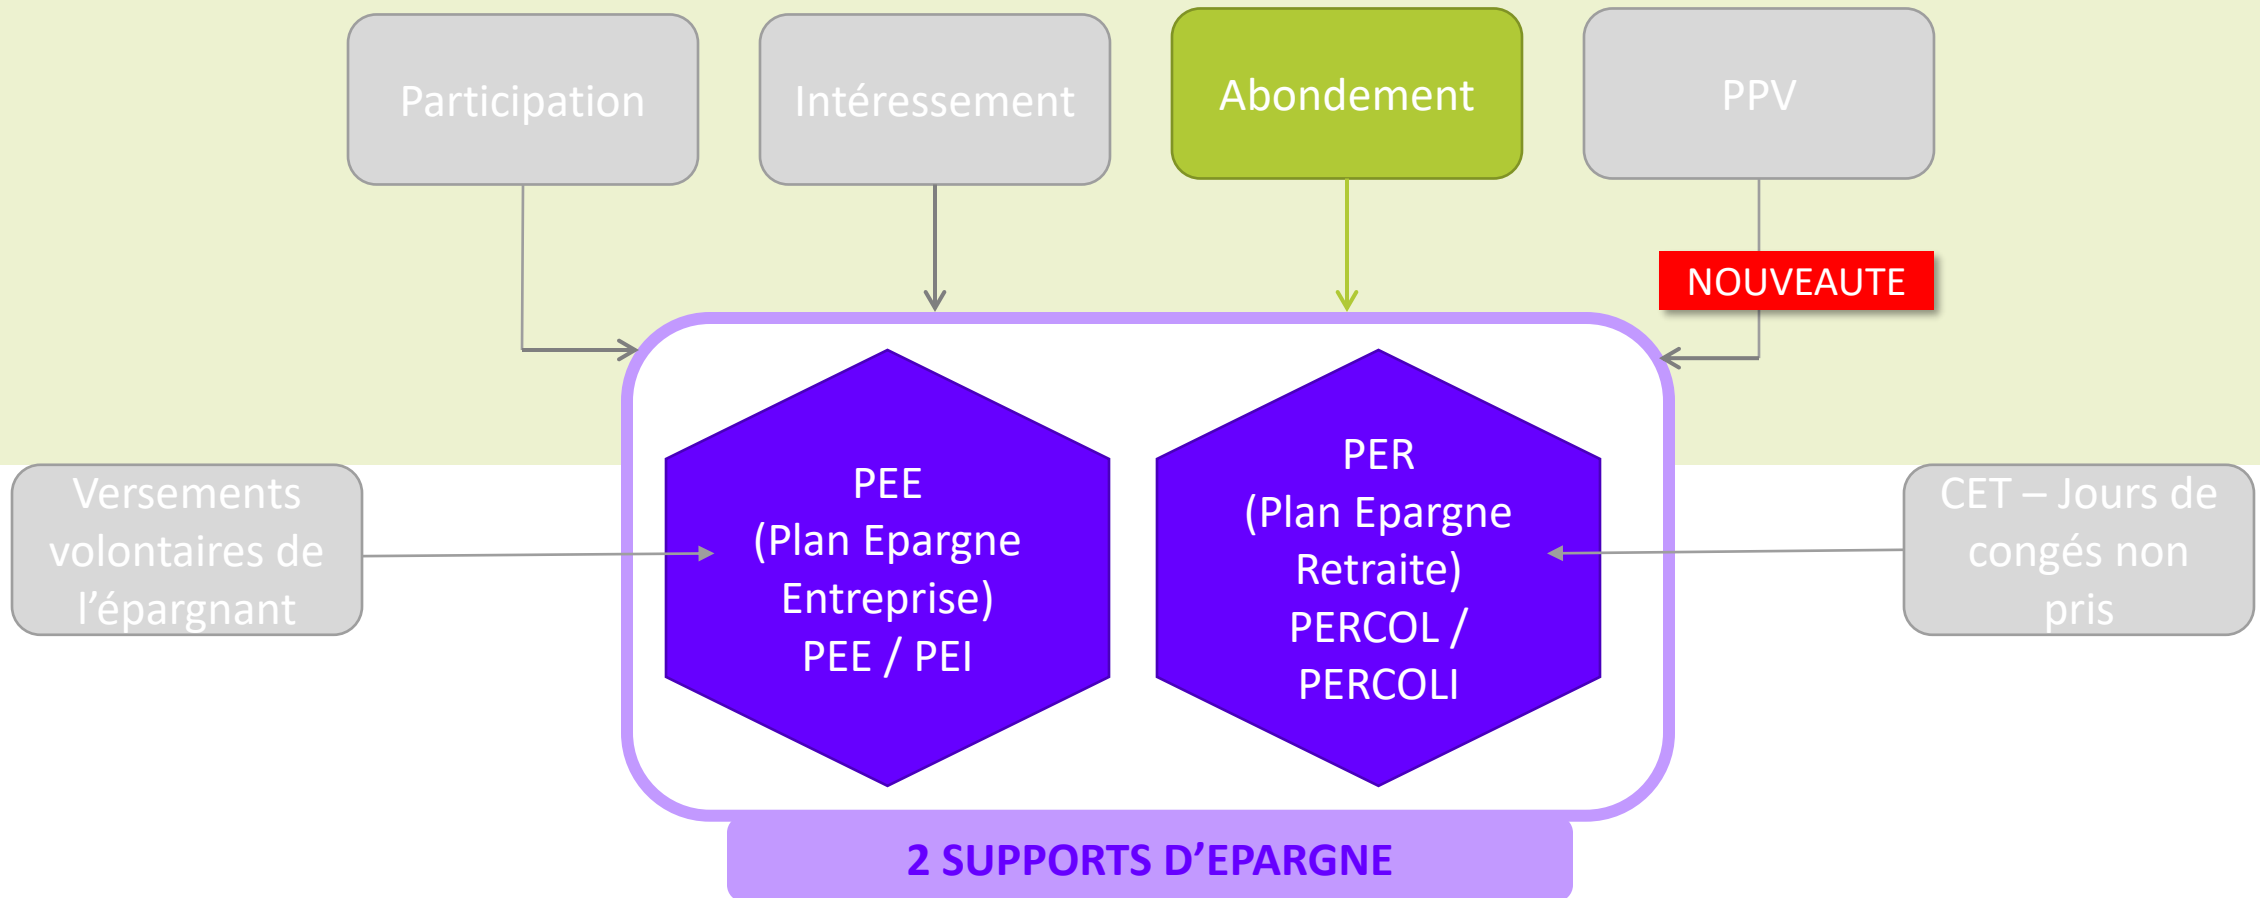 Participation
Intéressement
Abondement
PPV
NOUVEAUTE
Versements
volontaires de
l’épargnant
PEE
(Plan Epargne
Entreprise)
PEE / PEI
PER
(Plan Epargne
Retraite)
PERCOL /
PERCOLI
CET – Jours de
congés non
pris
2 SUPPORTS D’EPARGNE